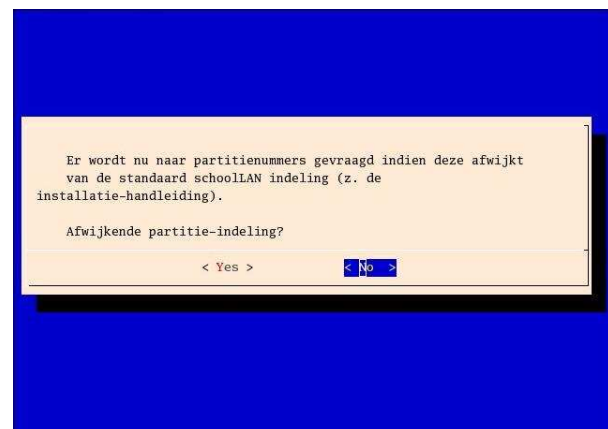 Er wordt nu naar partitienummers gevraagd indien deze afwijkt
van de standaard schoolLAN indeling (z. de
installatie-handleiding).
Afwijkende partitie-indeling?
< Yes > < No >